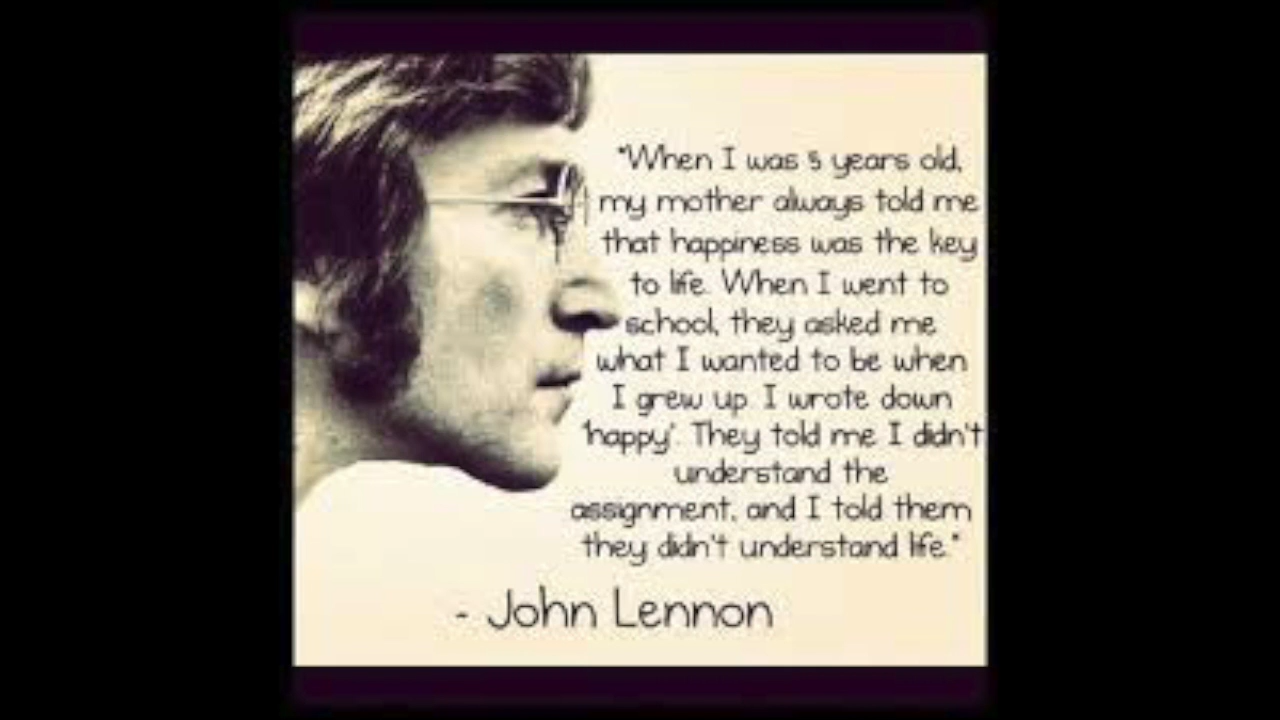 "When I was 5 years old,
my mother always told me
that happiness was the key
to life. When I went to
school, they asked me
what I wanted to be when
I grew up. I wrote down
'happy'. They told me I didn't
understand the
assignment, and I told them
they didn't understand life."
- John Lennon